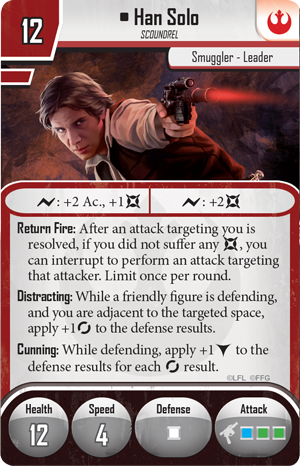 12
Han Solo
SCOUNDREL
Smuggler - Leader
: +2 Ac., +1
: +2
Return Fire: After an attack targeting you is
resolved, if you did not suffer any , you
can interrupt to perform an attack targeting
that attacker. Limit once per round.
Distracting: While a friendly figure is defending,
and you are adjacent to the targeted space,
apply +1 to the defense results.
Cunning: While defending, apply +1 to the
defense results for each result.
©LFL ©FFG
Health
Speed
Defense
Attack
12
4